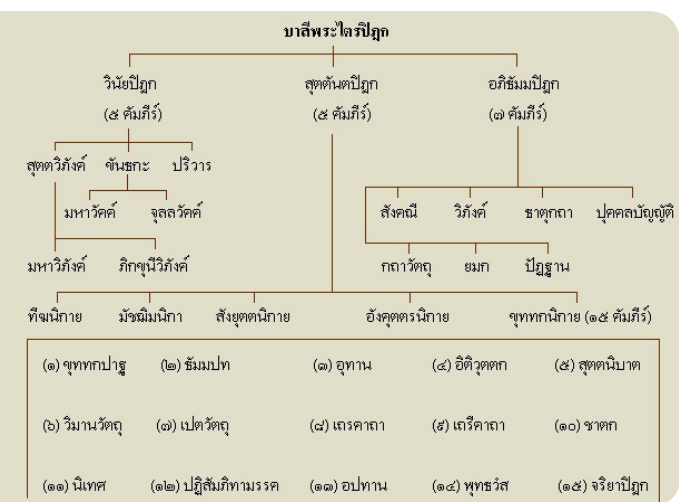 บาลีพระไตรปิฎก
วินัยปิฎก สุตตันตปิฎก อภิธัมมปิฎก
(๕ คัมภีร์) (๕ คัมภีร์) (๗ คัมภีร์)
สุตตวิภังค์ ขันธกะ ปริวาร
มหาวัคค์ จุลลวัคค์ สังคณี วิภังค์ ธาตุกถา ปุคคลบัญญัติ
มหาวิภังค์ ภิกขุนีวิภังค์ กถาวัตถุ ยมก ปัฏฐาน
ทีฆนิกาย มัชฌิมนิกา สังยุตตนิกาย อังคุตตรนิกาย ขุททกนิกาย (๑๕ คัมภีร์)
(๑) ขุททกปาฐ (๒) ธัมมปท (๓) อุทาน (๔) อิติวุตตก (๕) สุตตนิบาต
(๖) วิมานวัตถุ (๗) เปตวัตถุ (๘) เถรคาถา (๙) เถรีคาถา (๑๐) ชาตก
(๑๑) นิเทศ (๑๒) ปฏิสัมภิทามรรค (๑๓) อปทาน (๑๔) พุทธวํส (๑๕) จริยาปิฎก